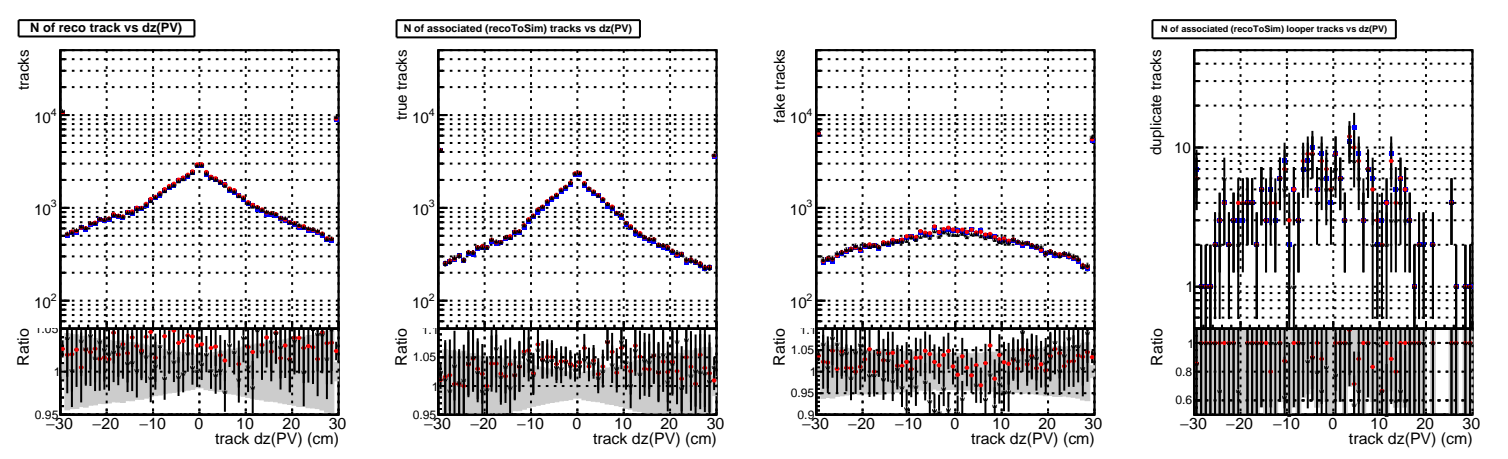 N of reco track vs dz(PV)
tracks
10⁴
10³
10²
Ratio
1.05
1
0.95
−30 −20 −10 0 10 20 30
track dz(PV) (cm)
N of associated (recoToSim) tracks vs dz(PV)
true tracks
10⁴
10³
10²
Ratio
1.1
1.05
1
0.95
−30 −20 −10 0 10 20 30
track dz(PV) (cm)
fake tracks
10⁴
10³
10²
Ratio
1.1
1.05
1
0.95
0.9
−30 −20 −10 0 10 20 30
track dz(PV) (cm)
N of associated (recoToSim) looper tracks vs dz(PV)
duplicate tracks
10
1
Ratio
1
0.8
0.6
−30 −20 −10 0 10 20 30
track dz(PV) (cm)